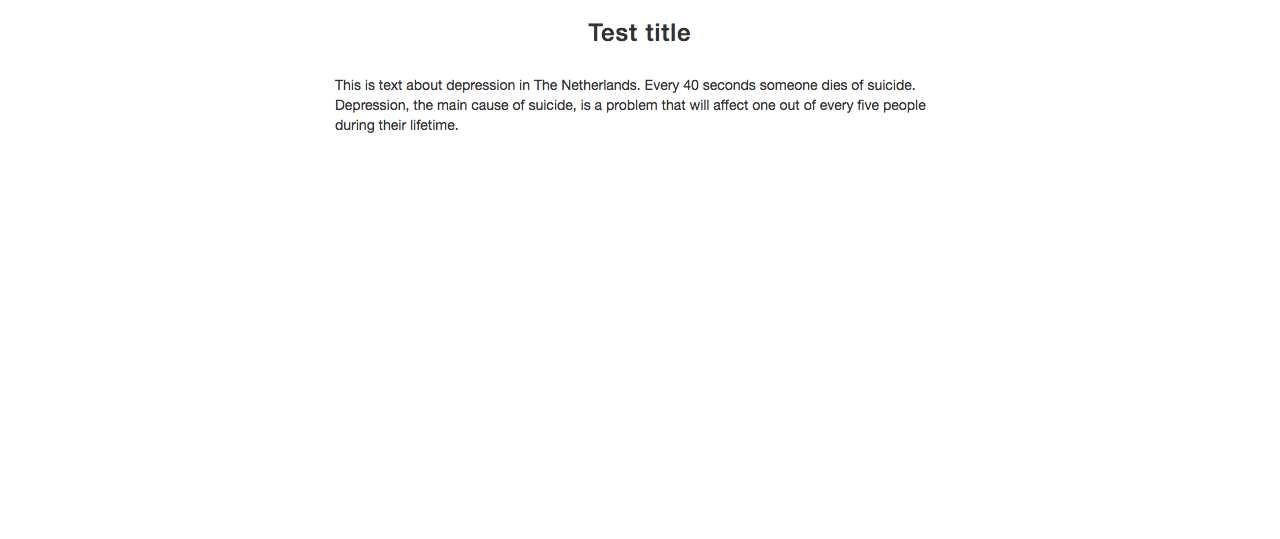 Test title
This is text about depression in The Netherlands. Every 40 seconds someone dies of suicide.
Depression, the main cause of suicide, is a problem that will affect one out of every five people
during their lifetime.